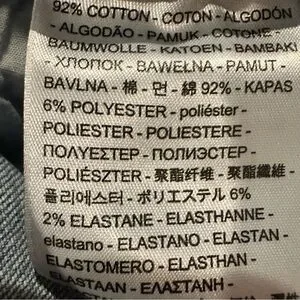 92% COTTON - COTON - ALGODÓN
- ALGODÃO - PAMUK - COTONE -
BAUMWOLLE - KATOEN - BAMBAKI
- ХЛОПОК - BAWEŁNA - PAMUT -
BAVLNA - 棉 - 면 - 綿 92% - KAPAS
6% POLYESTER - poliéster -
POLIESTER - POLIESTERE -
ΠΟΛΥΕΣΤΕΡ - ПОЛИЭСТЕР -
POLIÉSZTER - 聚酯纤维 - 聚酯纖維 -
폴리에스터 - ポリエステル 6%
2% ELASTANE - ELASTHANNE -
elastano - ELASTANO - ELASTAN -
ELASTOMERO - ELASTHAN -
ELASTAAN - ΕΛΑΣΤΑΝΗ -